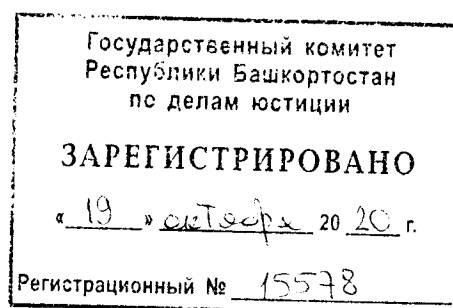 Государственный комитет
Республики Башкортостан
по делам юстиции
ЗАРЕГИСТРИРОВАНО
« 19 » октября 20 20 г.
Регистрационный № 15578